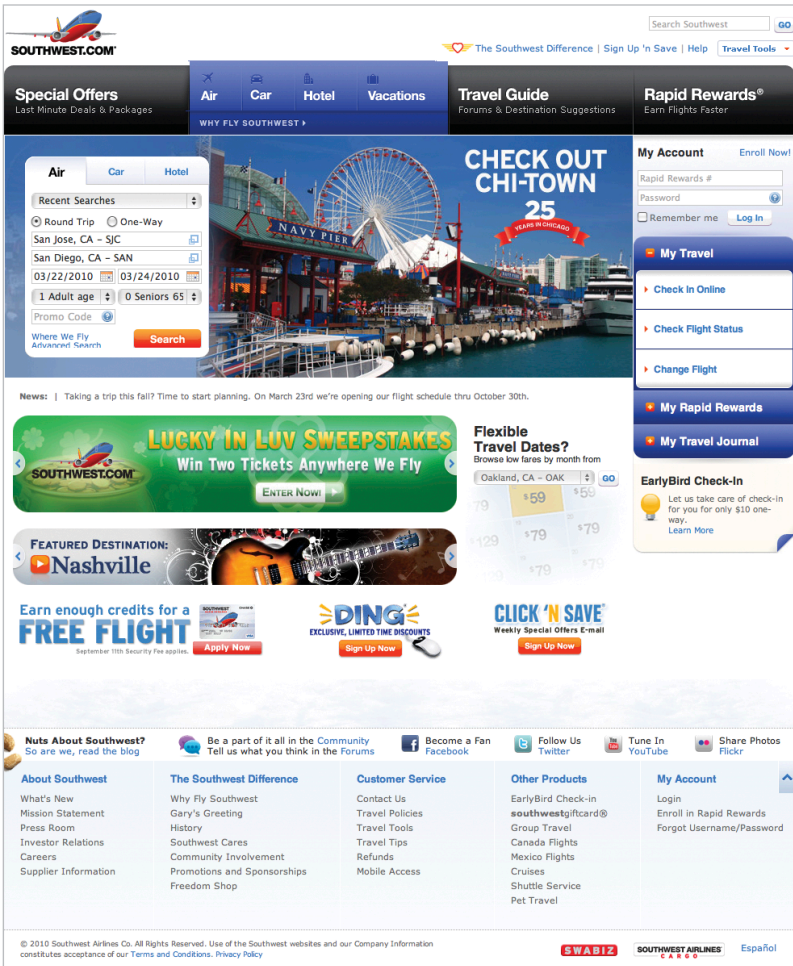 SOUTHWEST.COM®
Search Southwest GO
The Southwest Difference | Sign Up 'n Save | Help Travel Tools
Special Offers
Last Minute Deals & Packages
Air Car Hotel Vacations
WHY FLY SOUTHWEST
Travel Guide
Forums & Destination Suggestions
Rapid Rewards®
Earn Flights Faster
Air Car Hotel
Recent Searches
Round Trip One-Way
San Jose, CA – SJC
San Diego, CA – SAN
03/22/2010 03/24/2010
1 Adult age 0 Seniors 65
Promo Code
Where We Fly
Advanced Search
Search
NAVY PIER
CHECK OUT
CHI-TOWN
25
YEARS IN CHICAGO
My Account Enroll Now!
Rapid Rewards #
Password
Remember me Log In
My Travel
Check In Online
Check Flight Status
Change Flight
My Rapid Rewards
My Travel Journal
EarlyBird Check-In
Let us take care of check-in
for you for only $10 one-
way.
Learn More
News: | Taking a trip this fall? Time to start planning. On March 23rd we're opening our flight schedule thru October 30th.
SOUTHWEST.COM
LUCKY IN LUV SWEEPSTAKES
Win Two Tickets Anywhere We Fly
ENTER NOW!
Flexible
Travel Dates?
Browse low fares by month from
Oakland, CA – OAK GO
79 $59 $59
$129 $79 $79
$79 $79
FEATURED DESTINATION:
Nashville
Earn enough credits for a
FREE FLIGHT
September 11th Security Fee applies.
SOUTHWEST
VISA
Apply Now
DING!
EXCLUSIVE, LIMITED TIME DISCOUNTS
Sign Up Now
CLICK 'N SAVE®
Weekly Special Offers E-mail
Sign Up Now
Nuts About Southwest?
So are we, read the blog
Be a part of it all in the Community
Tell us what you think in the Forums
Become a Fan
Facebook
Follow Us
Twitter
Tune In
YouTube
Share Photos
Flickr
About Southwest
What's New
Mission Statement
Press Room
Investor Relations
Careers
Supplier Information
The Southwest Difference
Why Fly Southwest
Gary's Greeting
History
Southwest Cares
Community Involvement
Promotions and Sponsorships
Freedom Shop
Customer Service
Contact Us
Travel Policies
Travel Tools
Travel Tips
Refunds
Mobile Access
Other Products
EarlyBird Check-in
southwestgiftcard®
Group Travel
Canada Flights
Mexico Flights
Cruises
Shuttle Service
Pet Travel
My Account
Login
Enroll in Rapid Rewards
Forgot Username/Password
© 2010 Southwest Airlines Co. All Rights Reserved. Use of the Southwest websites and our Company Information
constitutes acceptance of our Terms and Conditions. Privacy Policy
SWABIZ
SOUTHWEST AIRLINES
CARGO
Español